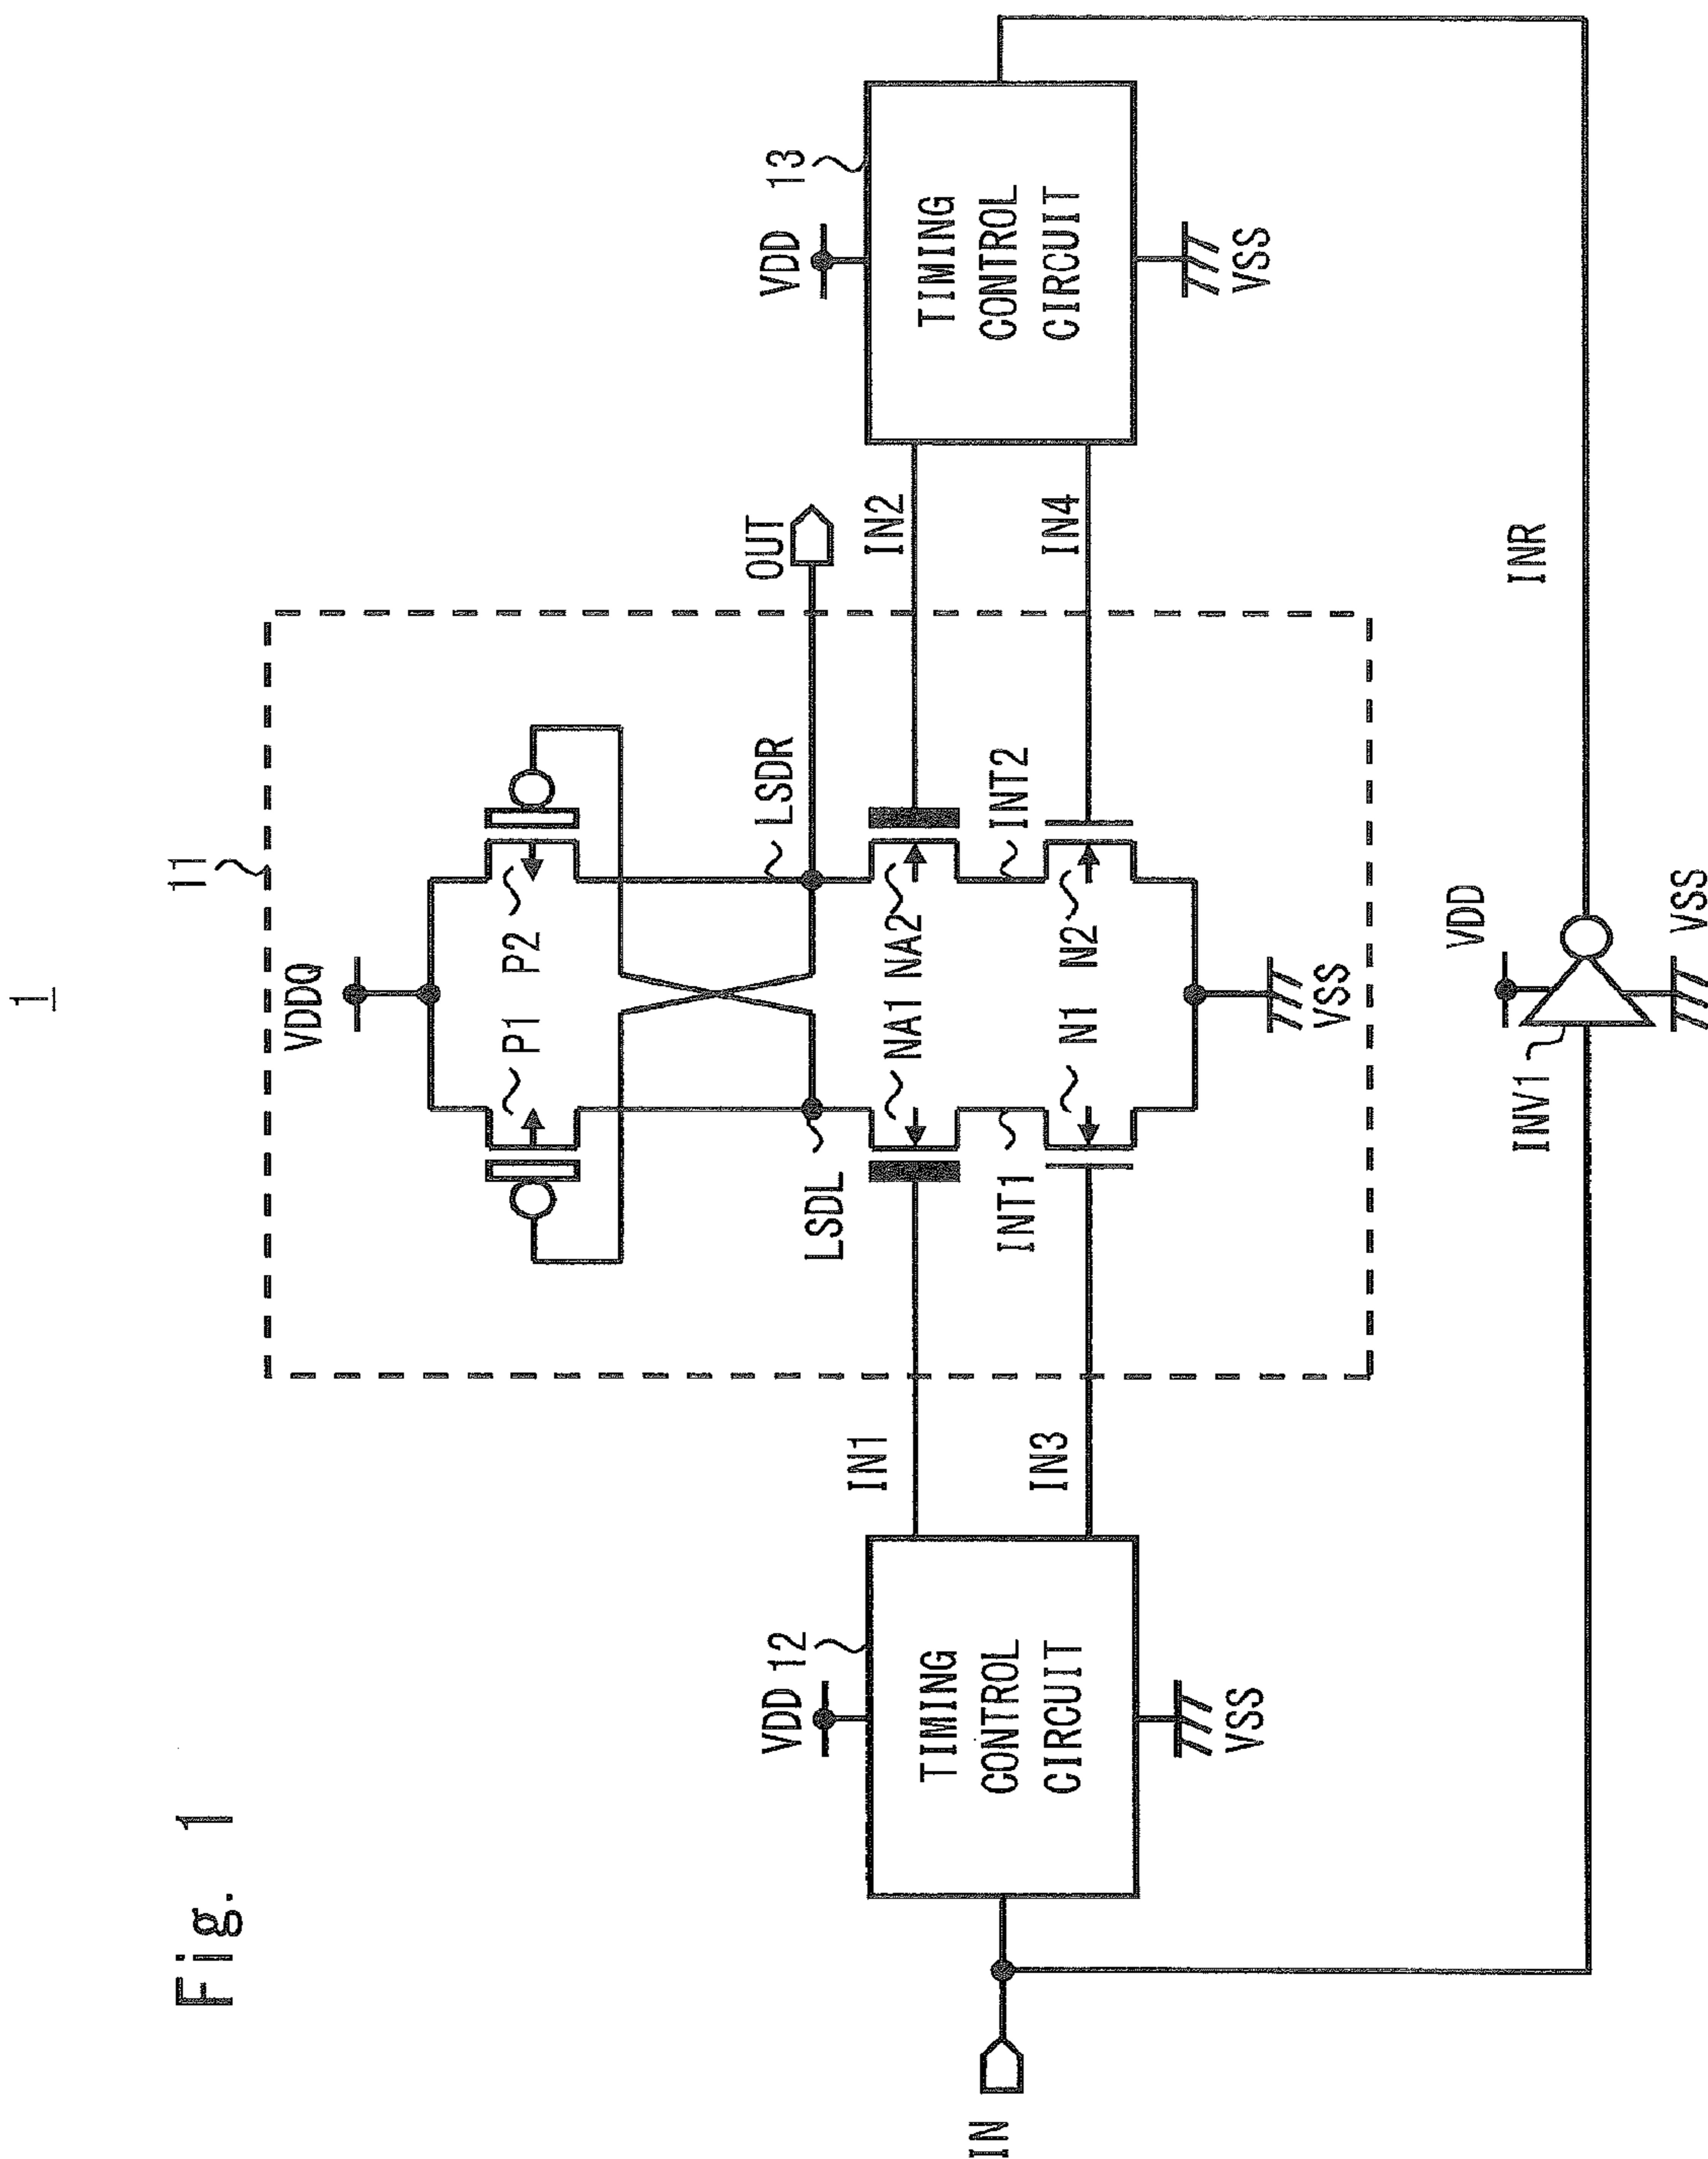 Fig. 1
1
11
VDDQ
P1
P2
LSDR
OUT
LSDL
NA1
NA2
IN1
IN2
INT1
INT2
IN3
IN4
N1
N2
VSS
VDD
12
TIMING
CONTROL
CIRCUIT
VSS
VDD
13
TIMING
CONTROL
CIRCUIT
VSS
IN
INV1
VDD
VSS
INR